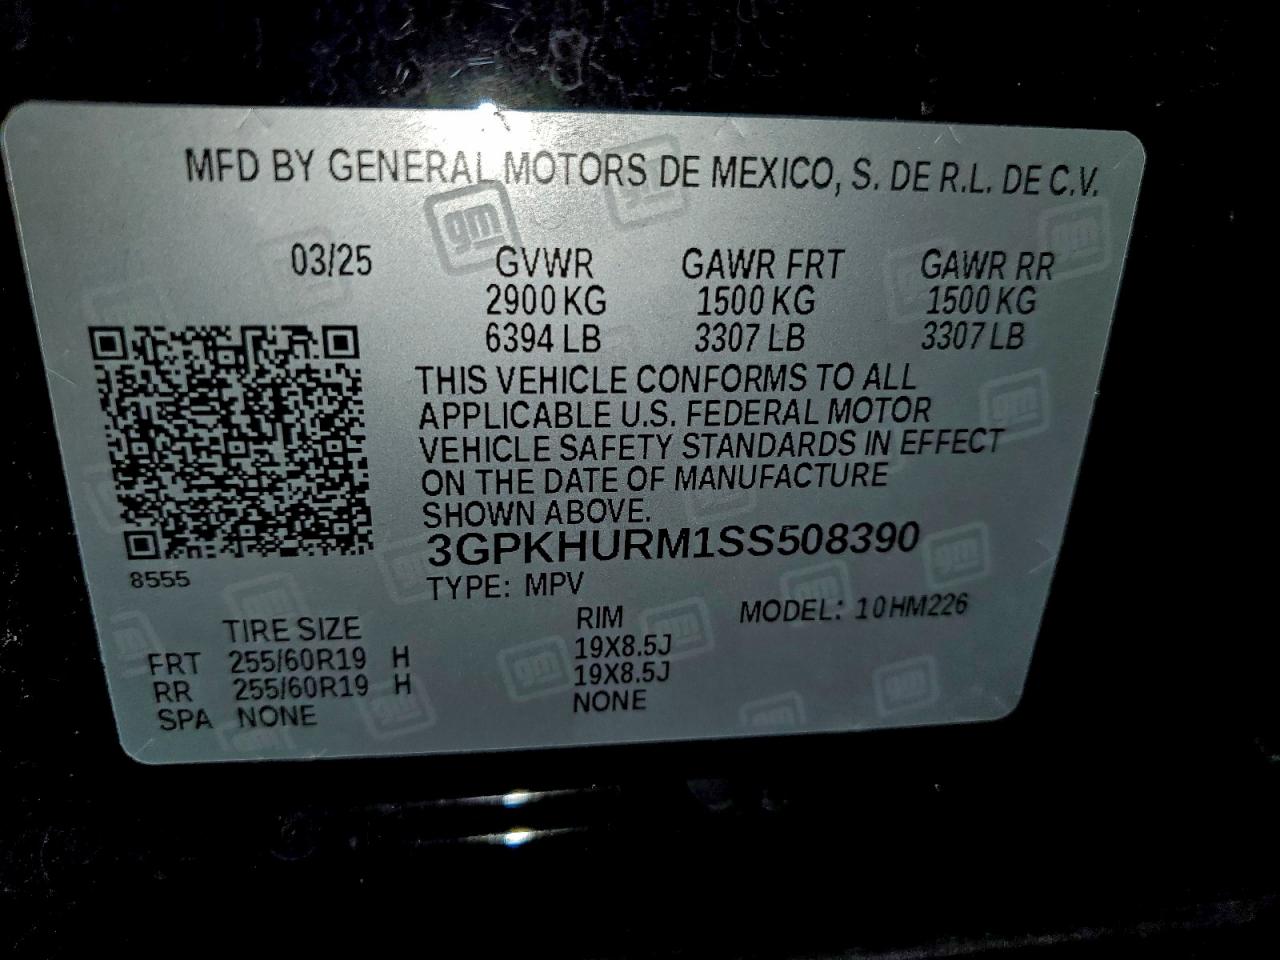 MFD BY GENERAL MOTORS DE MEXICO, S. DE R.L. DE C.V.
03/25 GVWR GAWR FRT GAWR RR
2900 KG 1500 KG 1500 KG
6394 LB 3307 LB 3307 LB
THIS VEHICLE CONFORMS TO ALL
APPLICABLE U.S. FEDERAL MOTOR
VEHICLE SAFETY STANDARDS IN EFFECT
ON THE DATE OF MANUFACTURE
SHOWN ABOVE.
3GPKHURM1SS508390
8555
TYPE: MPV
TIRE SIZE RIM MODEL: 10HM226
FRT 255/60R19 H 19X8.5J
RR 255/60R19 H 19X8.5J
SPA NONE NONE
gm